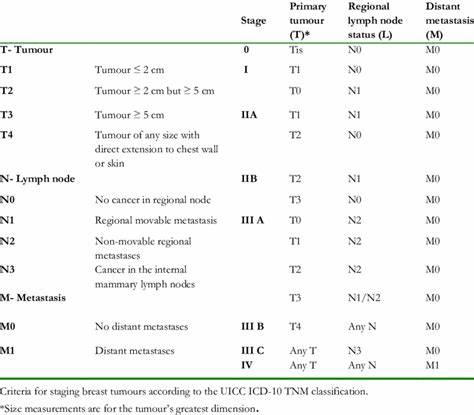 Stage Primary tumour (T)* Regional lymph node status (L) Distant metastasis (M)
T- Tumour 0 Tis N0 M0
T1 Tumour ≤ 2 cm I T1 N0 M0
T2 Tumour ≥ 2 cm but ≥ 5 cm T0 N1 M0
T3 Tumour ≥ 5 cm IIA T1 N1 M0
T4 Tumour of any size with direct extension to chest wall or skin T2 N0 M0
N- Lymph node IIB T2 N1 M0
N0 No cancer in regional node T3 N0 M0
N1 Regional movable metastasis III A T0 N2 M0
N2 Non-movable regional metastases T1 N2 M0
N3 Cancer in the internal mammary lymph nodes T2 N2 M0
M- Metastasis T3 N1/N2 M0
M0 No distant metastases III B T4 Any N M0
M1 Distant metastases III C Any T N3 M0
IV Any T Any N M1
Criteria for staging breast tumours according to the UICC ICD-10 TNM classification.
*Size measurements are for the tumour's greatest dimension.